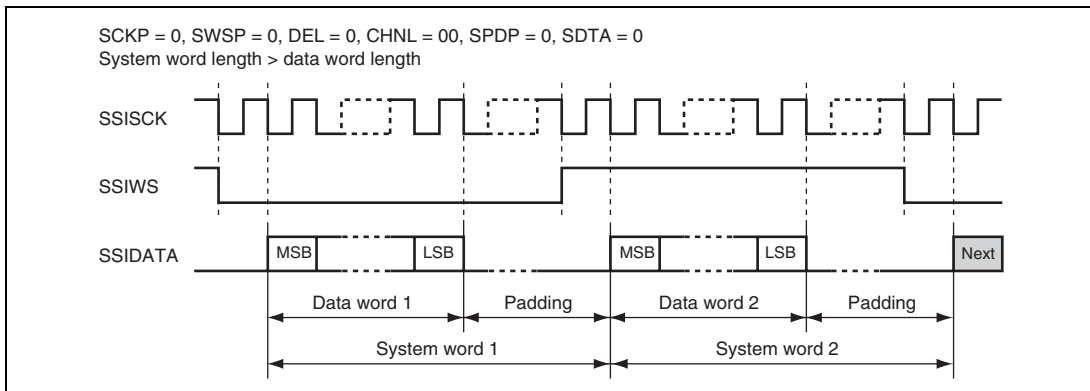 SCKP = 0, SWSP = 0, DEL = 0, CHNL = 00, SPDP = 0, SDTA = 0
System word length > data word length
SSISCK
SSIWS
SSIDATA
MSB
LSB
MSB
LSB
Next
Data word 1
Padding
Data word 2
Padding
System word 1
System word 2